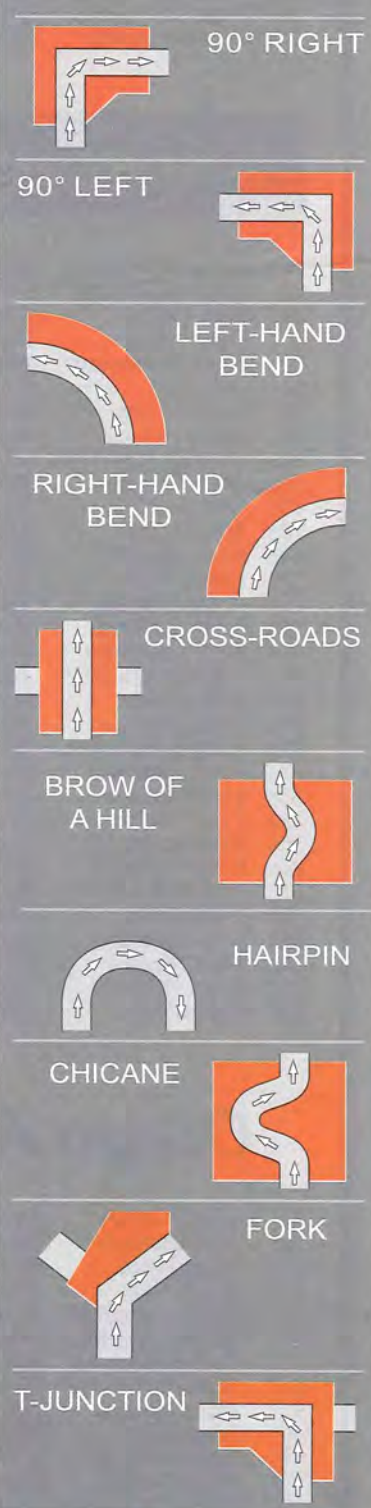 90° RIGHT
90° LEFT
LEFT-HAND
BEND
RIGHT-HAND
BEND
CROSS-ROADS
BROW OF
A HILL
HAIRPIN
CHICANE
FORK
T-JUNCTION